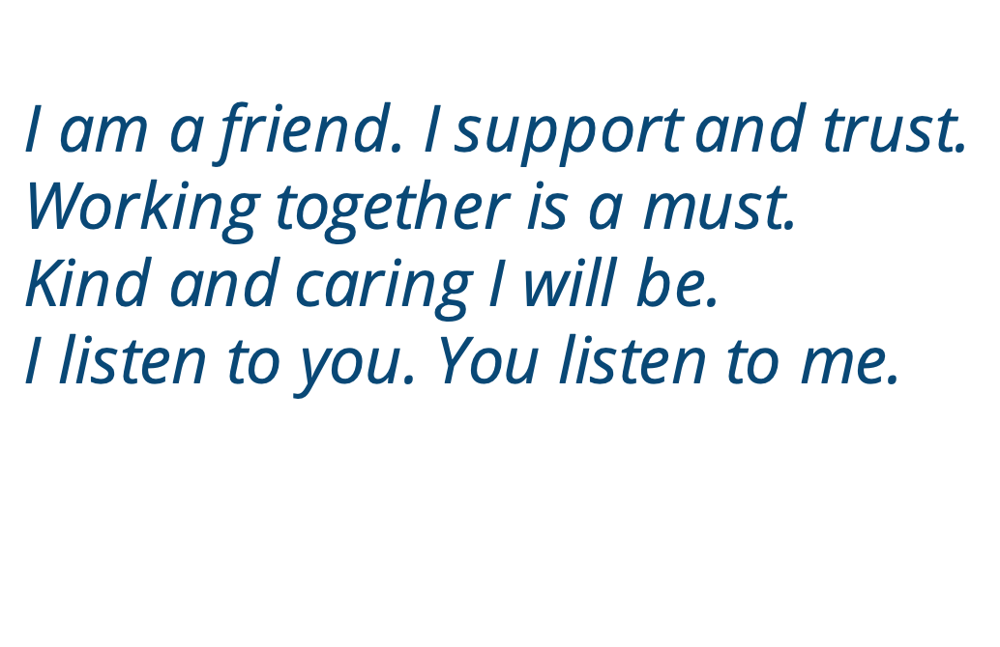 I am a friend. I support and trust.
Working together is a must.
Kind and caring I will be.
I listen to you. You listen to me.